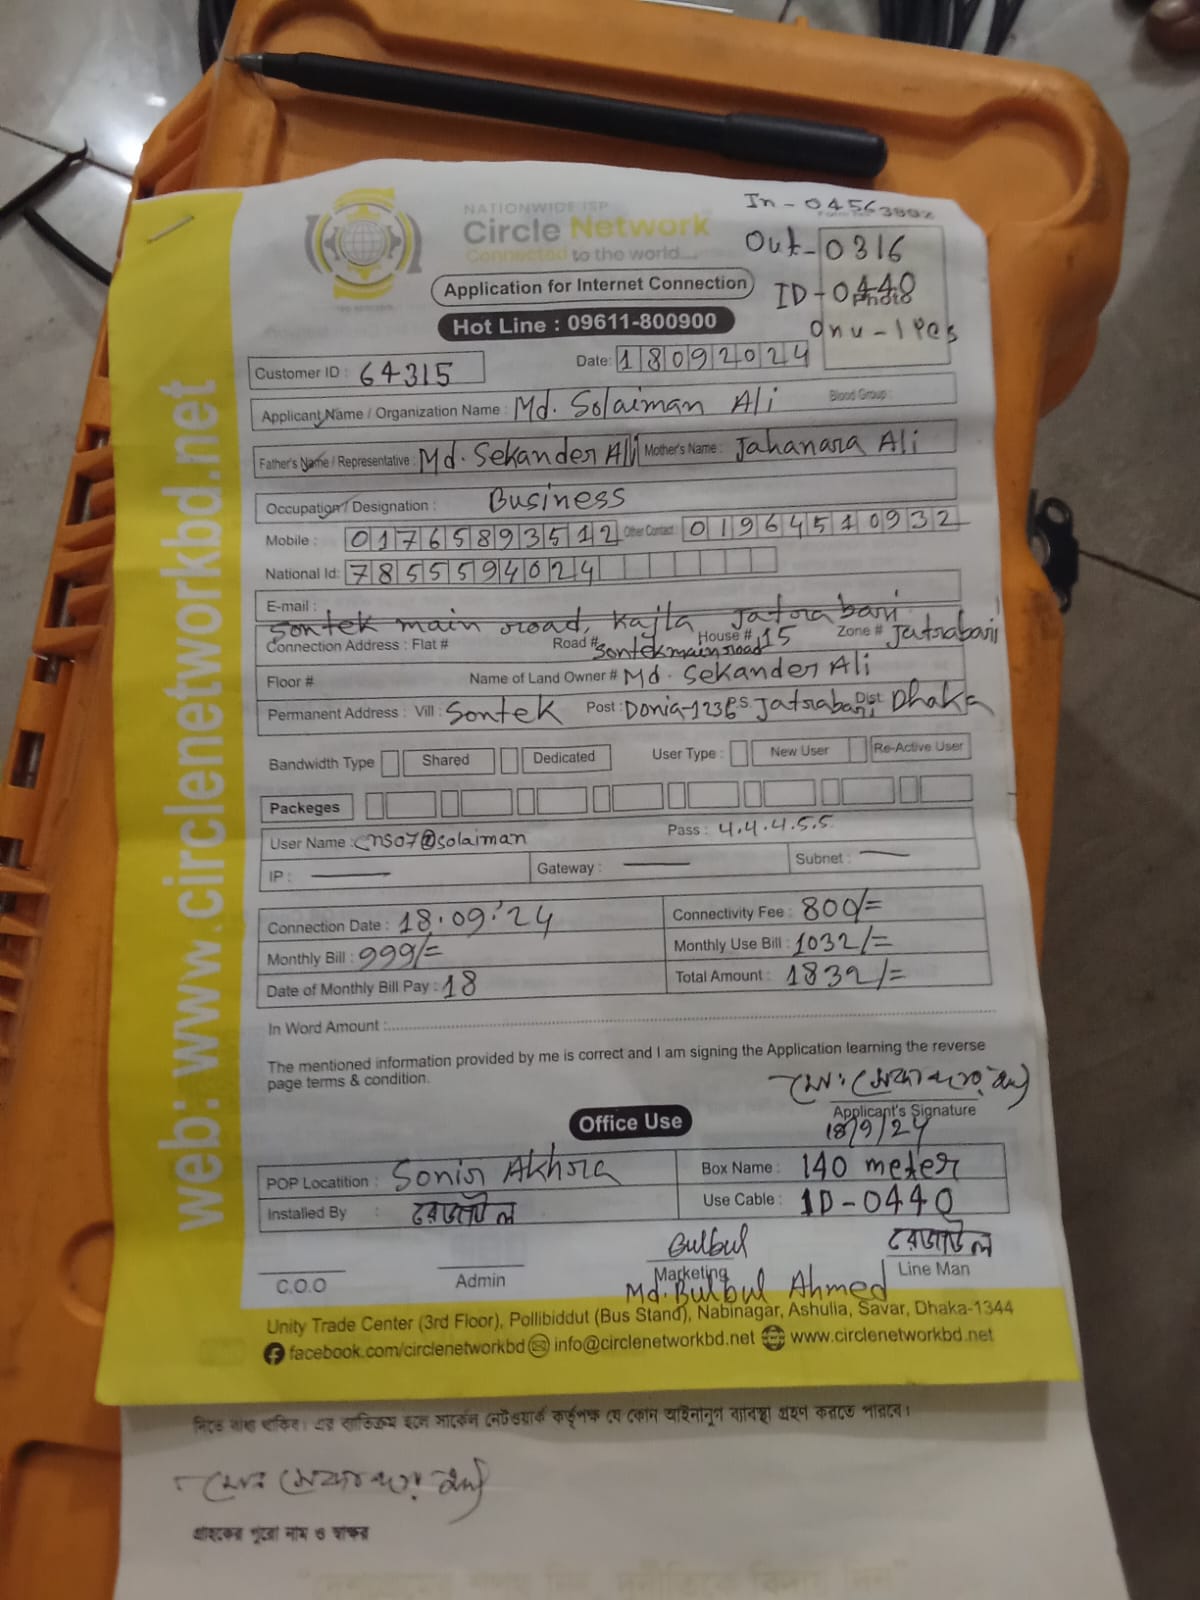 In - 0456
3892
NATIONWIDE ISP
Circle Network
Connected to the world....
Out - 0316
Application for Internet Connection
ID - 0440
Photo
Hot Line : 09611-800900
Onu - 1 Pcs
Customer ID : 64315
Date: 18092024
Applicant Name / Organization Name : Md. Solaiman Ali Blood Group :
Father's Name / Representative : Md. Sekander Ali Mother's Name : Jahanara Ali
Occupation / Designation : Business
Mobile : 01765893512 Other Contact 01964510932
National Id: 7855594024
E-mail :
Sontek main road, Kajla Jatrabari
Connection Address : Flat # Road # Sontek main road House # 15 Zone # Jatrabari
Floor # Name of Land Owner # Md. Sekander Ali
Permanent Address : Vill : Sontek Post : Donia-1236 P.S. Jatrabari Dist. Dhaka
Bandwidth Type Shared Dedicated User Type : New User Re-Active User
Packeges
User Name : cns07@solaiman Pass : 4.4.4.5.5.
IP : Gateway : Subnet :
Connection Date : 18.09.'24 Connectivity Fee : 800/=
Monthly Bill : 999/= Monthly Use Bill : 1032/=
Date of Monthly Bill Pay : 18 Total Amount : 1832/=
In Word Amount :
The mentioned information provided by me is correct and I am signing the Application learning the reverse
page terms & condition.
Applicant's Signature
18/9/24
Office Use
POP Locatition : Sonir Akhra Box Name : 140 meter
Installed By : রেজাউল Use Cable : ID-0440
Bulbul রেজাউল
C.O.O Admin Marketing Line Man
Md. Bulbul Ahmed
Unity Trade Center (3rd Floor), Pollibiddut (Bus Stand), Nabinagar, Ashulia, Savar, Dhaka-1344
facebook.com/circlenetworkbd info@circlenetworkbd.net www.circlenetworkbd.net
web: www.circlenetworkbd.net
দিতে বাধ্য থাকিব। এর ব্যতিক্রম হলে সার্কেল নেটওয়ার্ক কর্তৃপক্ষ যে কোন আইনানুগ ব্যবস্থা গ্রহণ করতে পারবে।
গ্রাহকের পুরো নাম ও স্বাক্ষর